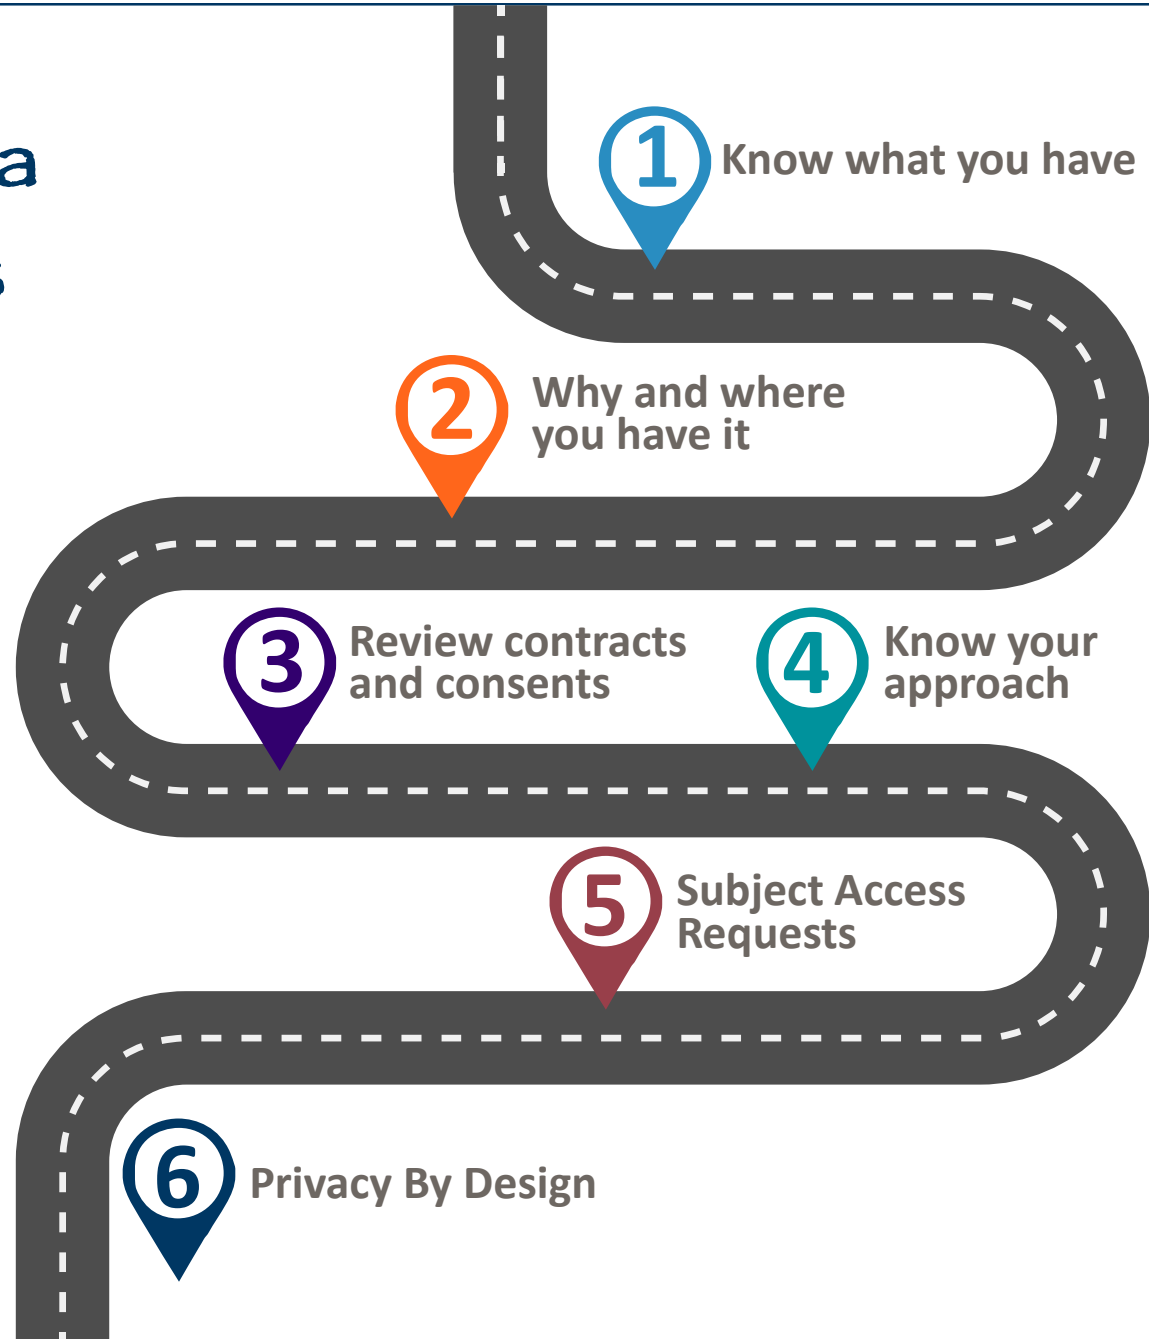 1 Know what you have
2 Why and where
you have it
3 Review contracts
and consents
4 Know your
approach
5 Subject Access
Requests
6 Privacy By Design